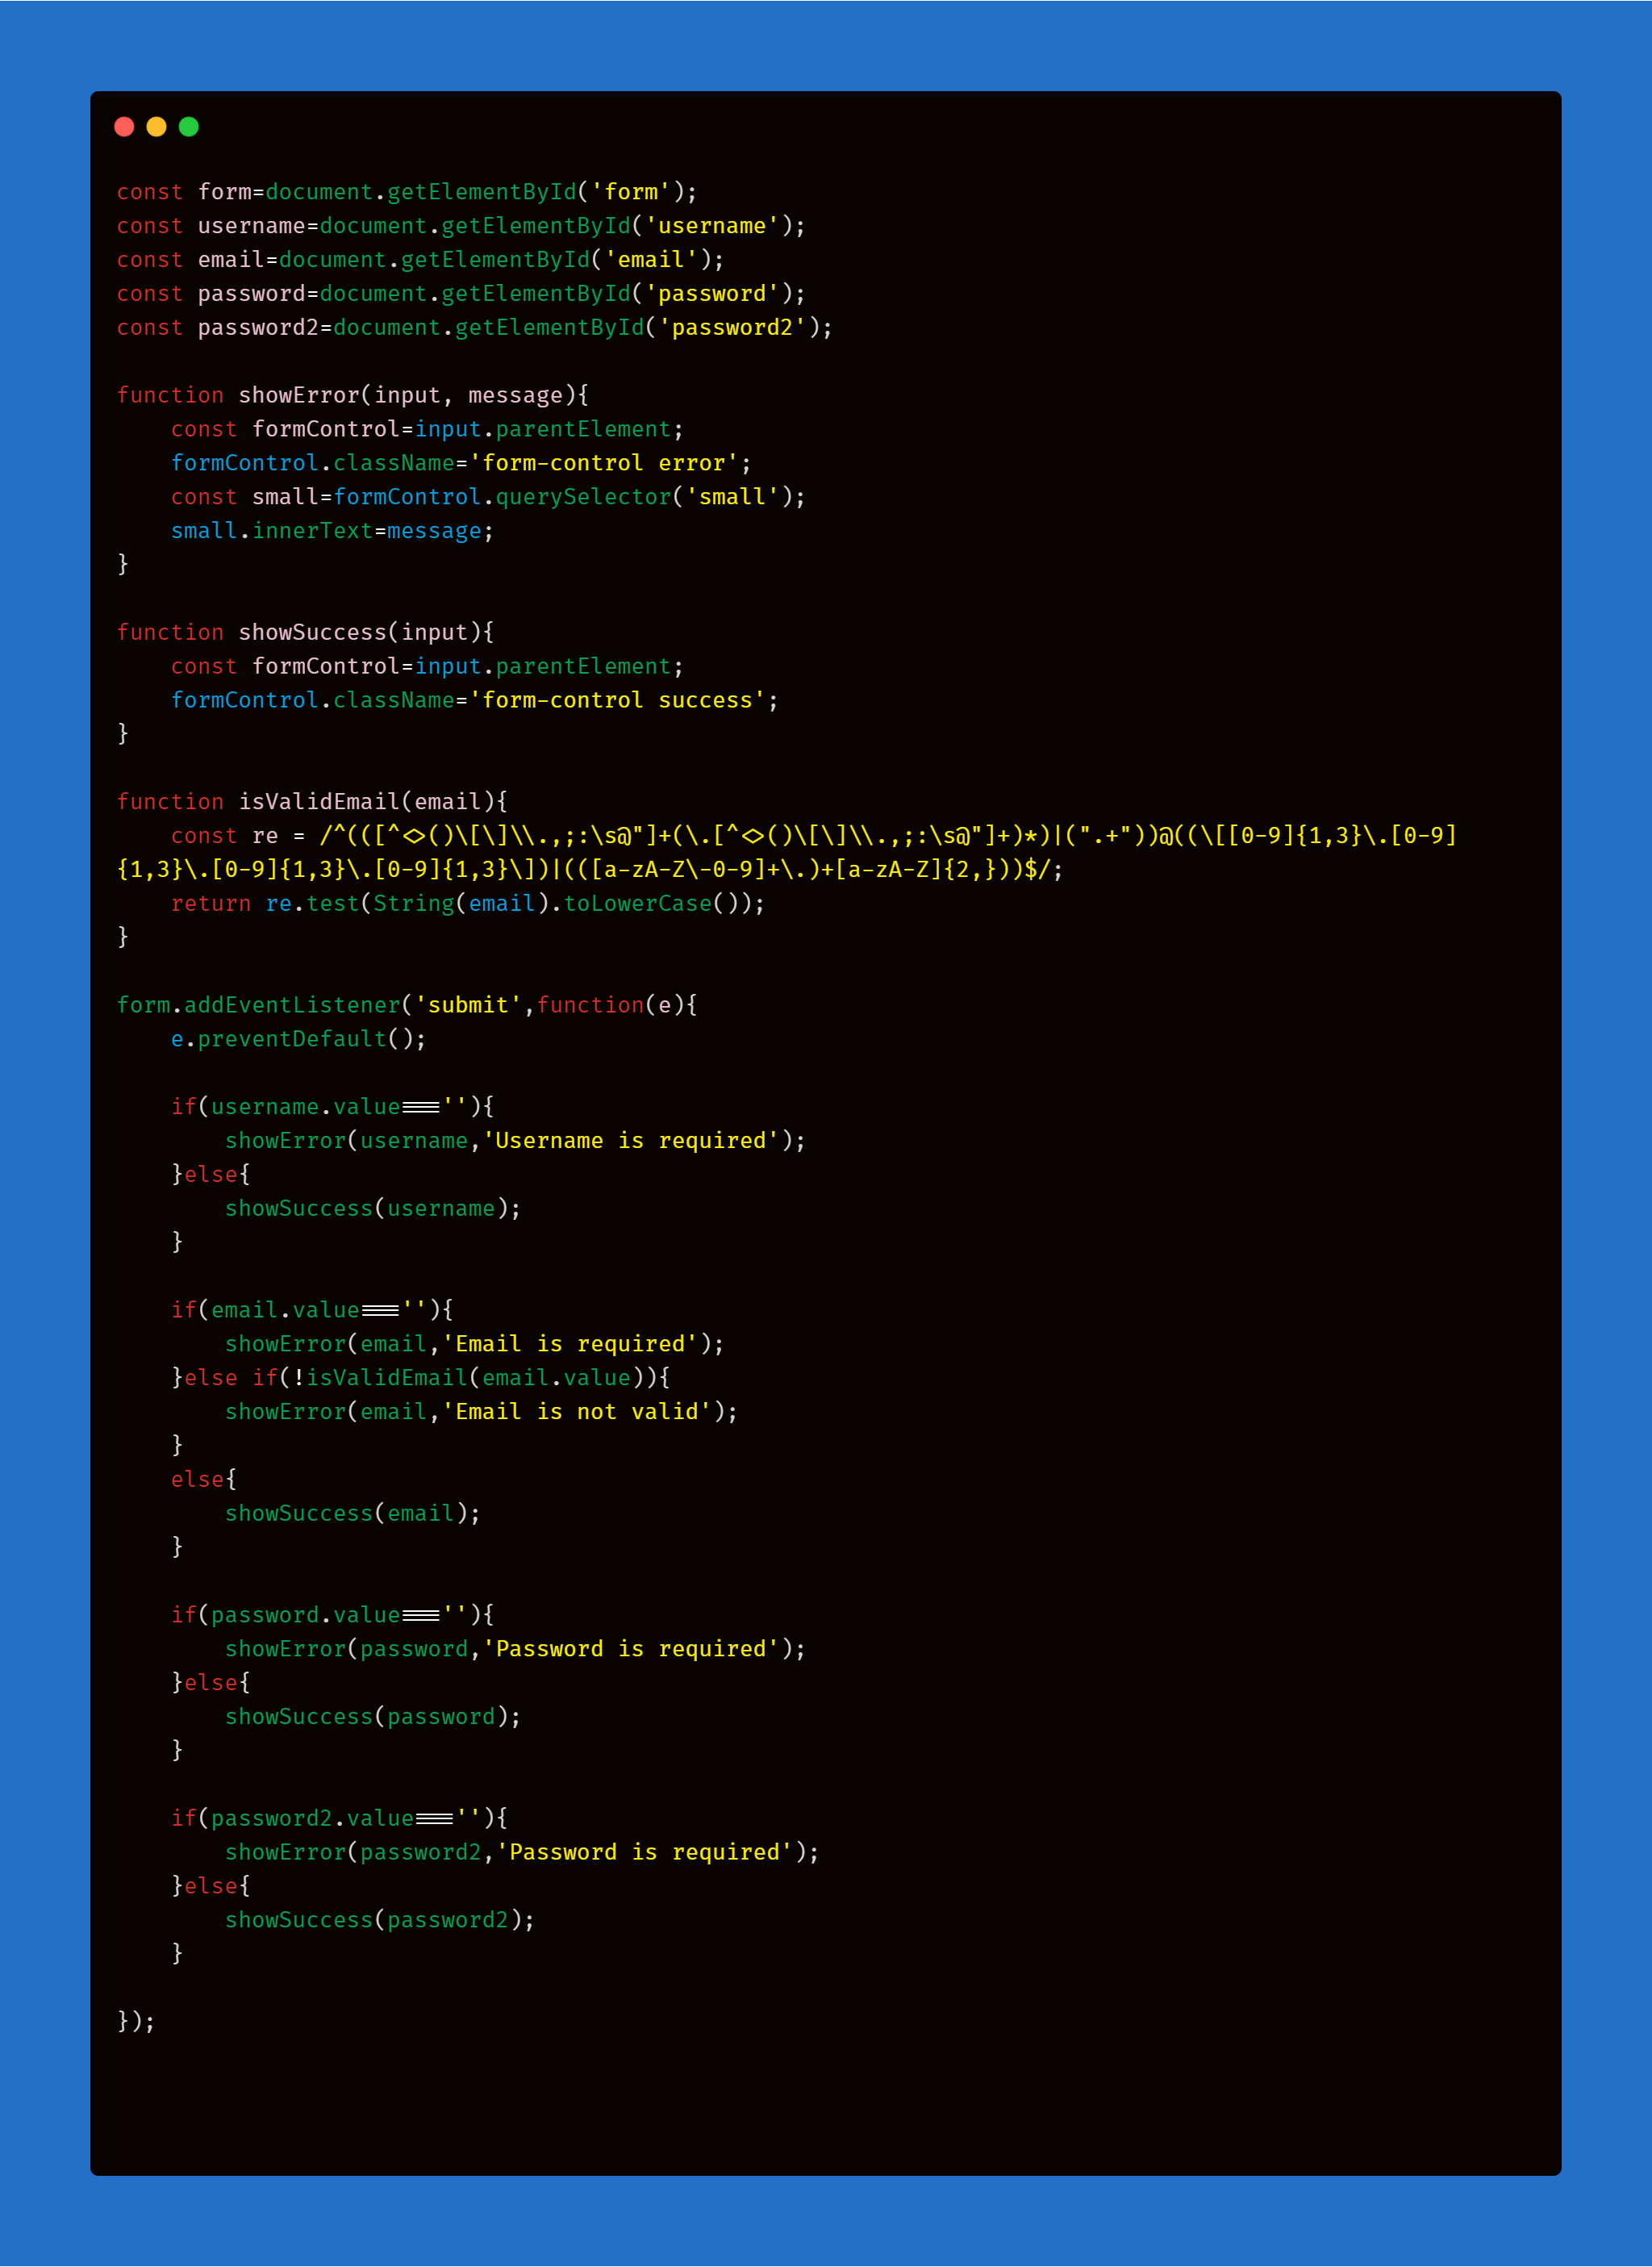 const form=document.getElementById('form');
const username=document.getElementById('username');
const email=document.getElementById('email');
const password=document.getElementById('password');
const password2=document.getElementById('password2');

function showError(input, message){
    const formControl=input.parentElement;
    formControl.className='form-control error';
    const small=formControl.querySelector('small');
    small.innerText=message;
}

function showSuccess(input){
    const formControl=input.parentElement;
    formControl.className='form-control success';
}

function isValidEmail(email){
    const re = /^(([^<>()\[\]\\.,;:\s@"]+(\.[^<>()\[\]\\.,;:\s@"]+)*)|(".+"))@((\[[0-9]{1,3}\.[0-9]
{1,3}\.[0-9]{1,3}\.[0-9]{1,3}\])|(([a-zA-Z\-0-9]+\.)+[a-zA-Z]{2,}))$/;
    return re.test(String(email).toLowerCase());
}

form.addEventListener('submit',function(e){
    e.preventDefault();

    if(username.value===''){
        showError(username,'Username is required');
    }else{
        showSuccess(username);
    }

    if(email.value===''){
        showError(email,'Email is required');
    }else if(!isValidEmail(email.value)){
        showError(email,'Email is not valid');
    }
    else{
        showSuccess(email);
    }

    if(password.value===''){
        showError(password,'Password is required');
    }else{
        showSuccess(password);
    }

    if(password2.value===''){
        showError(password2,'Password is required');
    }else{
        showSuccess(password2);
    }

});